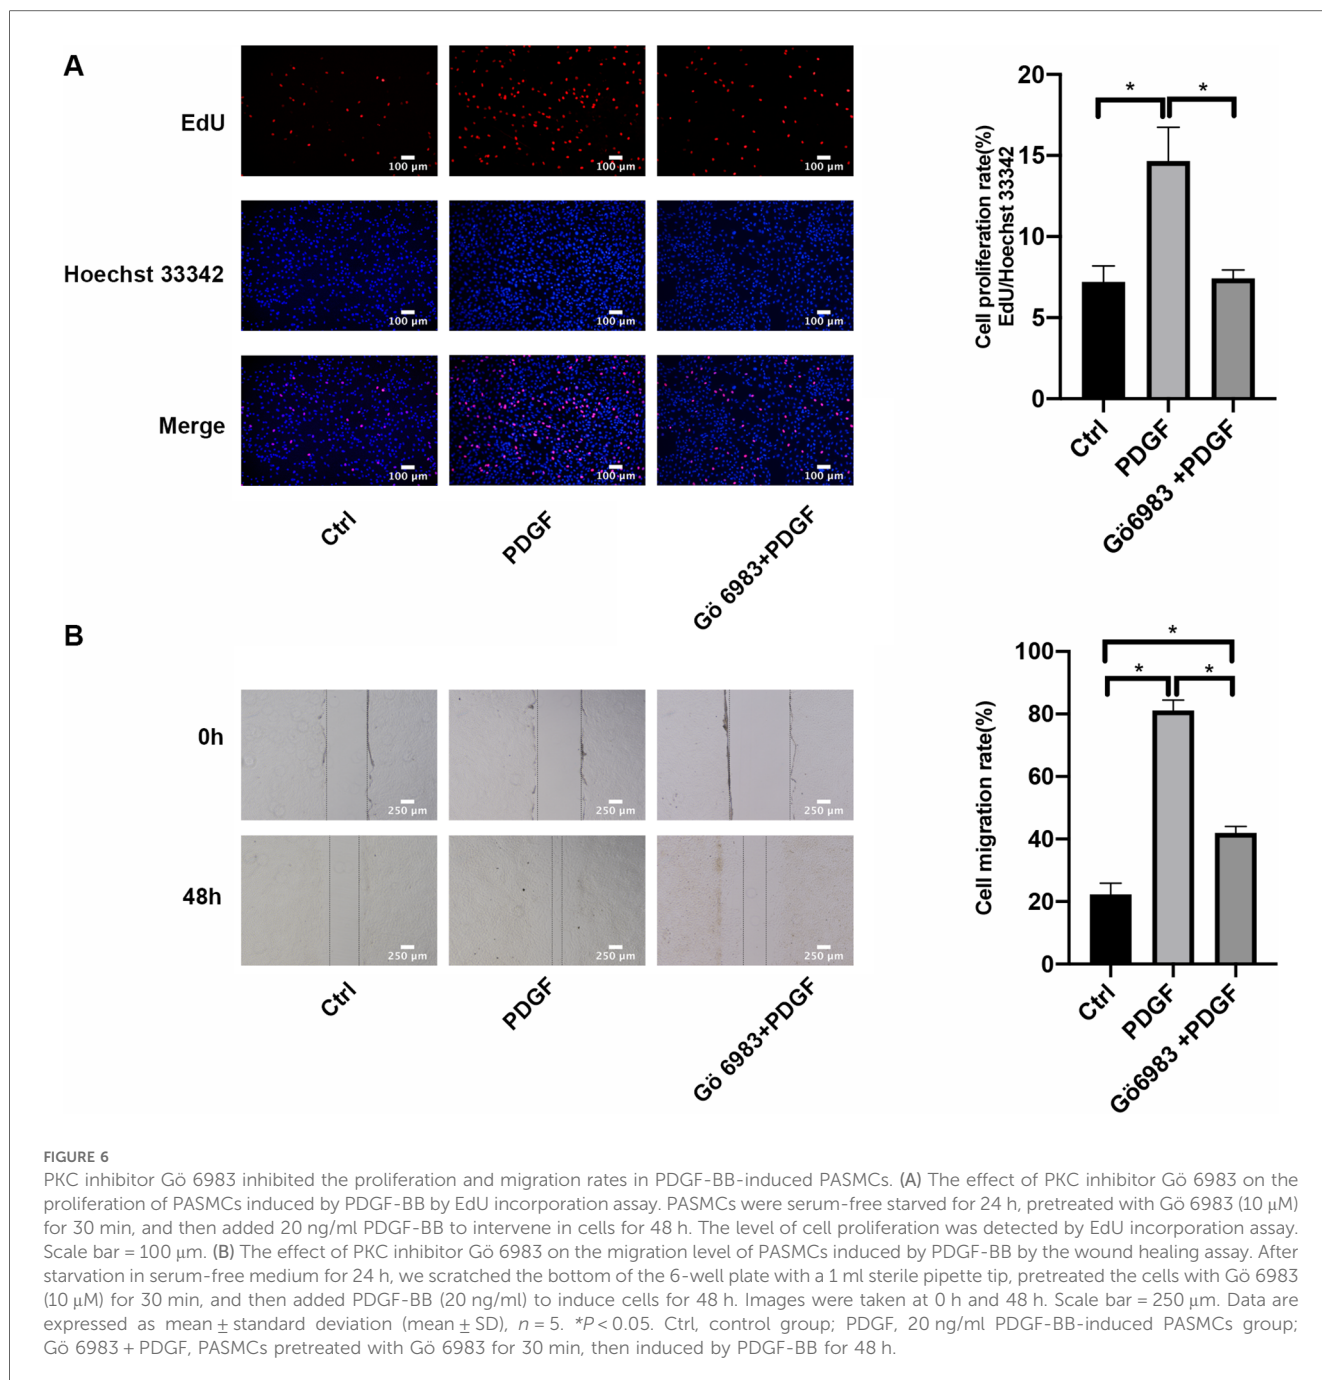 A
EdU
100 μm
100 μm
100 μm
Hoechst 33342
100 μm
100 μm
100 μm
Merge
100 μm
100 μm
100 μm
Ctrl
PDGF
Gö 6983+PDGF
Cell proliferation rate(%)
EdU/Hoechst 33342
20
15
10
5
0
*
*
Ctrl
PDGF
Gö6983 +PDGF
B
0h
250 μm
250 μm
250 μm
48h
250 μm
250 μm
250 μm
Ctrl
PDGF
Gö 6983+PDGF
Cell migration rate(%)
100
80
60
40
20
0
*
*
*
Ctrl
PDGF
Gö6983 +PDGF
FIGURE 6
PKC inhibitor Gö 6983 inhibited the proliferation and migration rates in PDGF-BB-induced PASMCs. (A) The effect of PKC inhibitor Gö 6983 on the
proliferation of PASMCs induced by PDGF-BB by EdU incorporation assay. PASMCs were serum-free starved for 24 h, pretreated with Gö 6983 (10 μM)
for 30 min, and then added 20 ng/ml PDGF-BB to intervene in cells for 48 h. The level of cell proliferation was detected by EdU incorporation assay.
Scale bar = 100 μm. (B) The effect of PKC inhibitor Gö 6983 on the migration level of PASMCs induced by PDGF-BB by the wound healing assay. After
starvation in serum-free medium for 24 h, we scratched the bottom of the 6-well plate with a 1 ml sterile pipette tip, pretreated the cells with Gö 6983
(10 μM) for 30 min, and then added PDGF-BB (20 ng/ml) to induce cells for 48 h. Images were taken at 0 h and 48 h. Scale bar = 250 μm. Data are
expressed as mean ± standard deviation (mean ± SD), n = 5. *P < 0.05. Ctrl, control group; PDGF, 20 ng/ml PDGF-BB-induced PASMCs group;
Gö 6983 + PDGF, PASMCs pretreated with Gö 6983 for 30 min, then induced by PDGF-BB for 48 h.